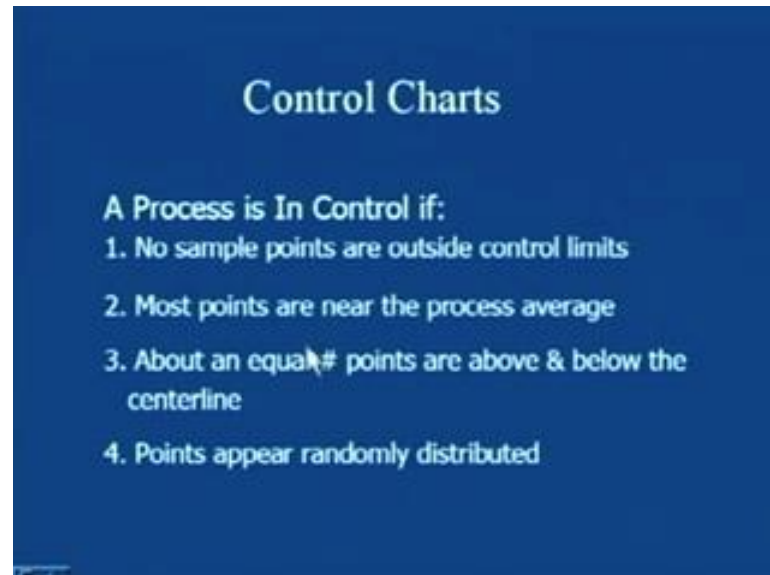 Control Charts
A Process is In Control if:
1. No sample points are outside control limits
2. Most points are near the process average
3. About an equal # points are above & below the
centerline
4. Points appear randomly distributed